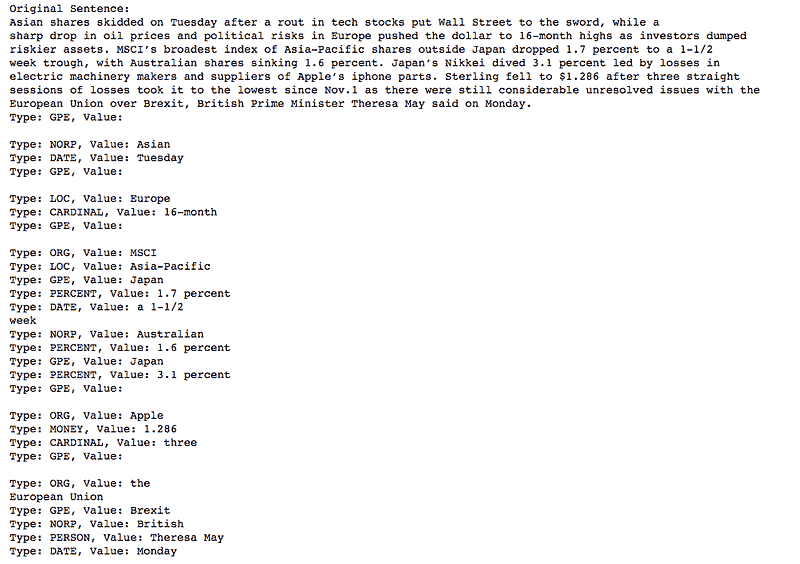 Original Sentence:
Asian shares skidded on Tuesday after a rout in tech stocks put Wall Street to the sword, while a
sharp drop in oil prices and political risks in Europe pushed the dollar to 16-month highs as investors dumped
riskier assets. MSCI’s broadest index of Asia-Pacific shares outside Japan dropped 1.7 percent to a 1-1/2
week trough, with Australian shares sinking 1.6 percent. Japan’s Nikkei dived 3.1 percent led by losses in
electric machinery makers and suppliers of Apple’s iphone parts. Sterling fell to $1.286 after three straight
sessions of losses took it to the lowest since Nov.1 as there were still considerable unresolved issues with the
European Union over Brexit, British Prime Minister Theresa May said on Monday.
Type: GPE, Value:
Type: NORP, Value: Asian
Type: DATE, Value: Tuesday
Type: GPE, Value:
Type: LOC, Value: Europe
Type: CARDINAL, Value: 16-month
Type: GPE, Value:
Type: ORG, Value: MSCI
Type: LOC, Value: Asia-Pacific
Type: GPE, Value: Japan
Type: PERCENT, Value: 1.7 percent
Type: DATE, Value: a 1-1/2
week
Type: NORP, Value: Australian
Type: PERCENT, Value: 1.6 percent
Type: GPE, Value: Japan
Type: PERCENT, Value: 3.1 percent
Type: GPE, Value:
Type: ORG, Value: Apple
Type: MONEY, Value: 1.286
Type: CARDINAL, Value: three
Type: GPE, Value:
Type: ORG, Value: the
European Union
Type: GPE, Value: Brexit
Type: NORP, Value: British
Type: PERSON, Value: Theresa May
Type: DATE, Value: Monday